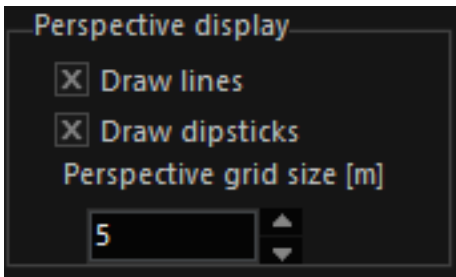 Perspective display
Draw lines
Draw dipsticks
Perspective grid size [m]
5